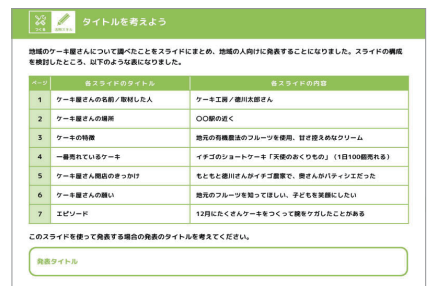 タイトルを考えよう
地域のケーキ屋さんについて調べたことをスライドにまとめ、地域の人向けに発表することになりました。スライドの構成
を検討したところ、以下のような表になりました。
ページ 各スライドのタイトル 各スライドの内容
1 ケーキ屋さんの名前／取材した人 ケーキ工房／徳川太郎さん
2 ケーキ屋さんの場所 〇〇駅の近く
3 ケーキの特徴 地元の有機農法のフルーツを使用、甘さ控えめなクリーム
4 一番売れているケーキ イチゴのショートケーキ「天使のおくりもの」（1日100個売れる）
5 ケーキ屋さん開店のきっかけ もともと徳川さんがイチゴ農家で、奥さんがパティシエだった
6 ケーキ屋さんの願い 地元のフルーツを知ってほしい、子どもを笑顔にしたい
7 エピソード 12月にたくさんケーキをつくって腕をケガしたことがある
このスライドを使って発表する場合の発表のタイトルを考えてください。
発表タイトル